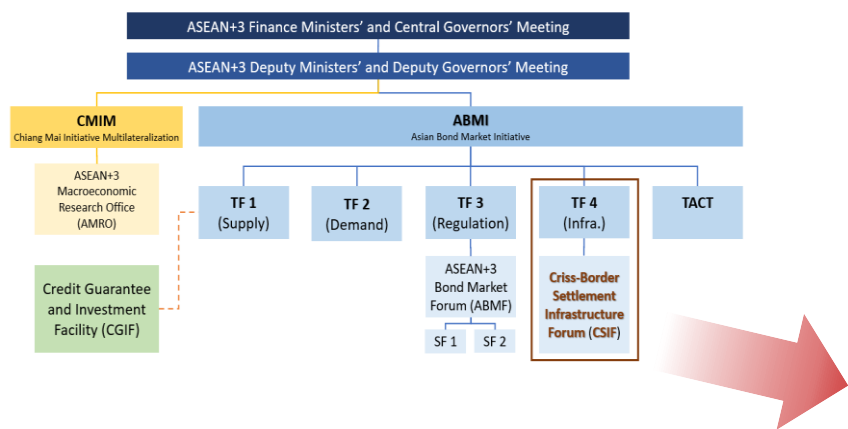 ASEAN+3 Finance Ministers’ and Central Governors’ Meeting
ASEAN+3 Deputy Ministers’ and Deputy Governors’ Meeting
CMIM
Chiang Mai Initiative Multilateralization
ABMI
Asian Bond Market Initiative
ASEAN+3
Macroeconomic
Research Office
(AMRO)
TF 1
(Supply)
TF 2
(Demand)
TF 3
(Regulation)
TF 4
(Infra.)
TACT
Credit Guarantee
and Investment
Facility (CGIF)
ASEAN+3
Bond Market
Forum (ABMF)
SF 1
SF 2
Criss-Border
Settlement
Infrastructure
Forum (CSIF)